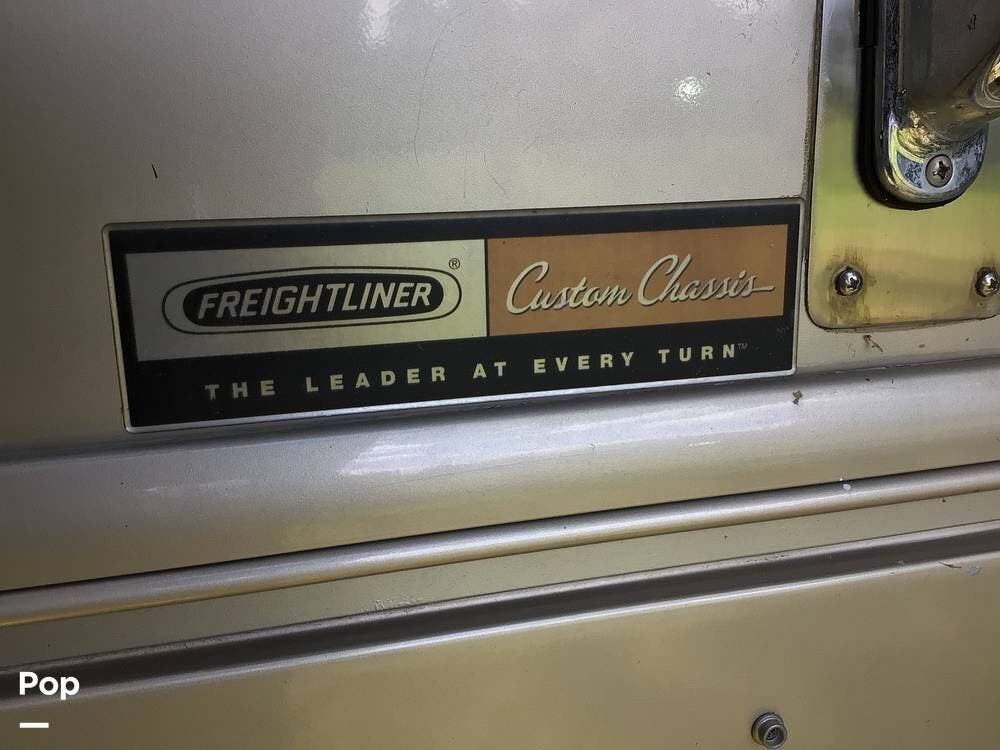 FREIGHTLINER® Custom Chassis
THE LEADER AT EVERY TURN™
Pop